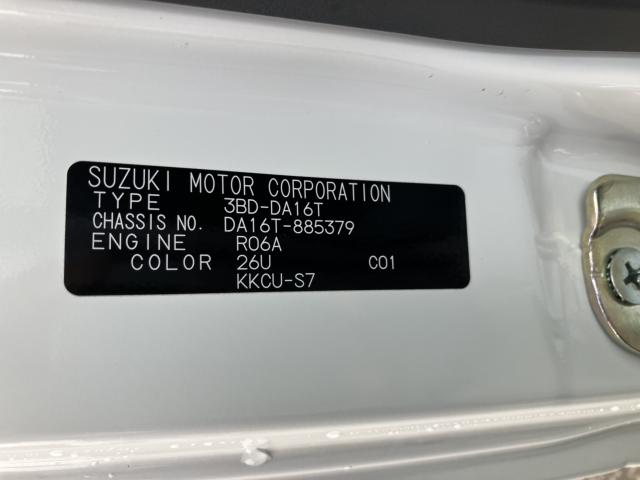 SUZUKI MOTOR CORPORATION
TYPE 3BD-DA16T
CHASSIS NO. DA16T-885379
ENGINE R06A
COLOR 26U C01
KKCU-S7